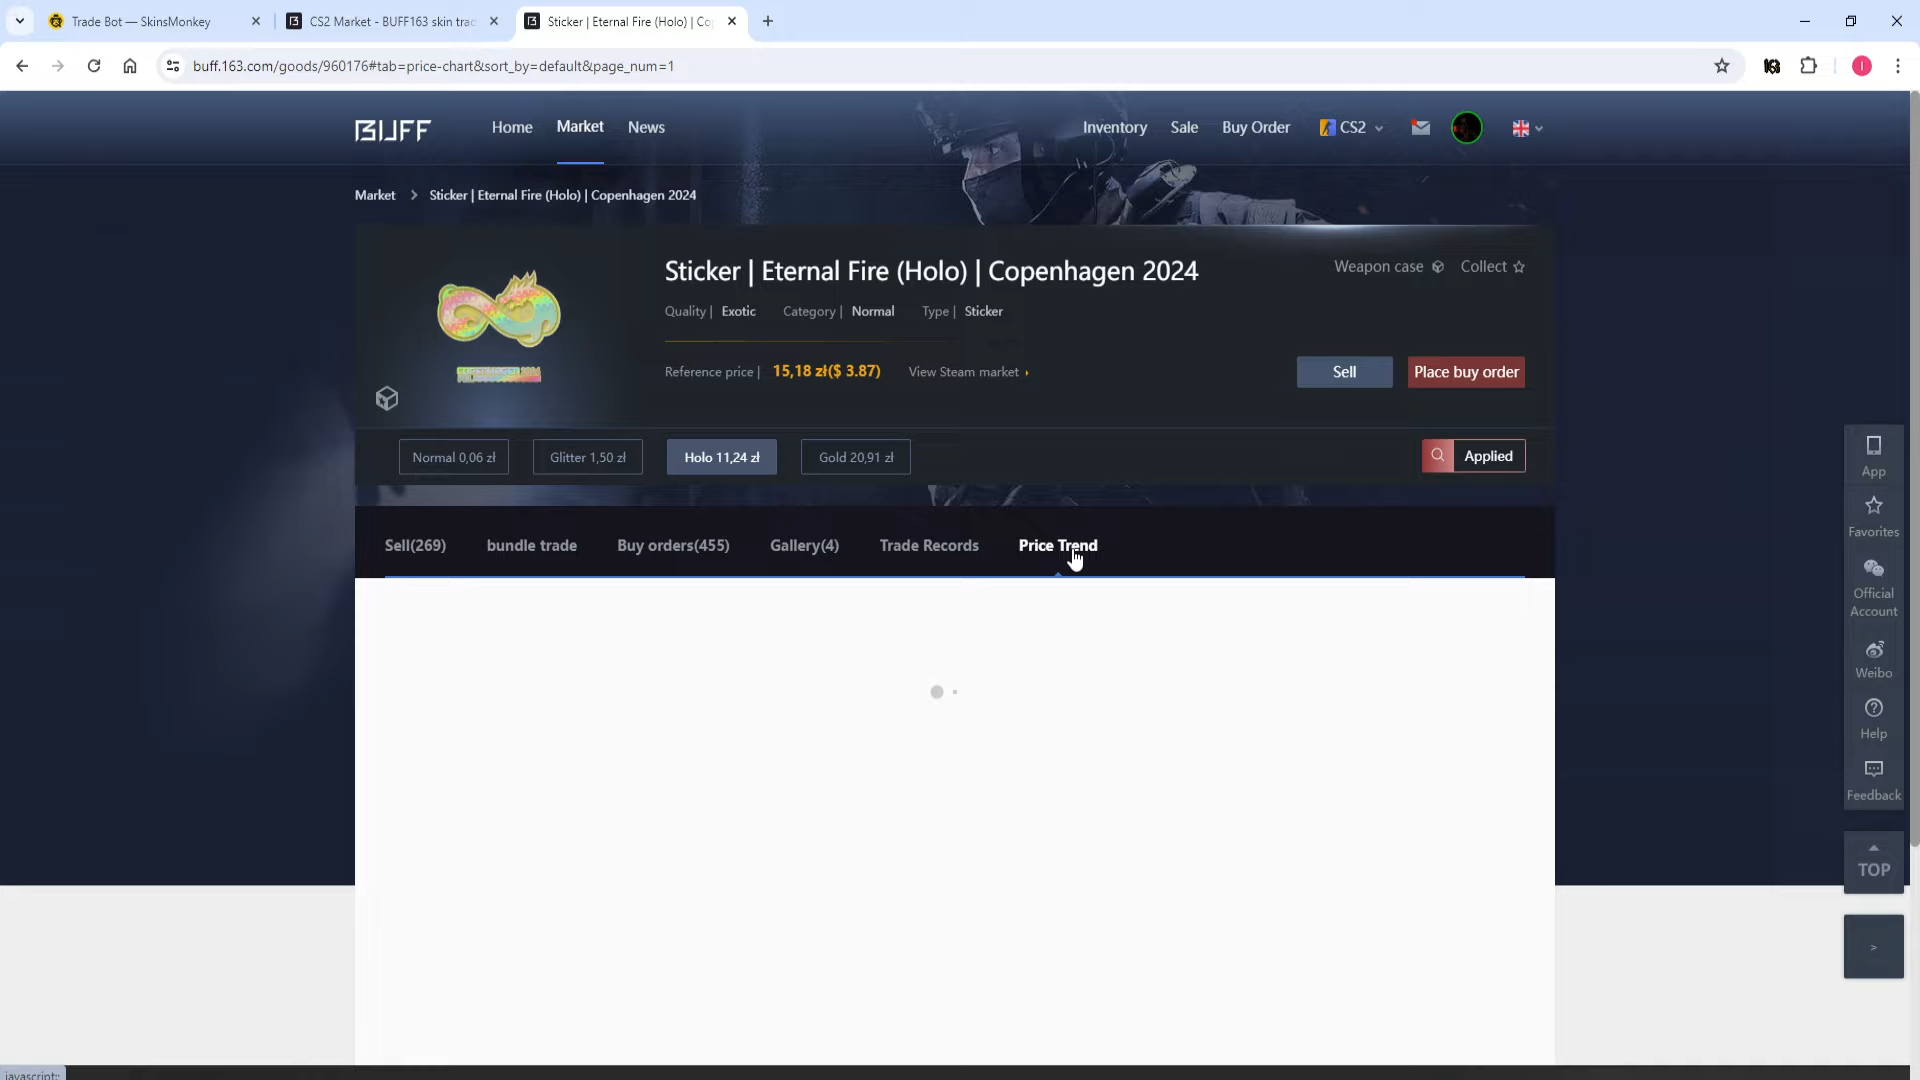 Trade Bot — SkinsMonkey
CS2 Market - BUFF163 skin trac
Sticker | Eternal Fire (Holo) | Co
buff.163.com/goods/960176#tab=price-chart&sort_by=default&page_num=1
BUFF
Home
Market
News
Inventory
Sale
Buy Order
CS2
Market > Sticker | Eternal Fire (Holo) | Copenhagen 2024
Sticker | Eternal Fire (Holo) | Copenhagen 2024
Weapon case
Collect
Quality | Exotic
Category | Normal
Type | Sticker
Reference price | 15,18 zł($ 3.87)
View Steam market
Sell
Place buy order
Normal 0,06 zł
Glitter 1,50 zł
Holo 11,24 zł
Gold 20,91 zł
Applied
Sell(269)
bundle trade
Buy orders(455)
Gallery(4)
Trade Records
Price Trend
App
Favorites
Official
Account
Weibo
Help
Feedback
TOP
>
javascript:;